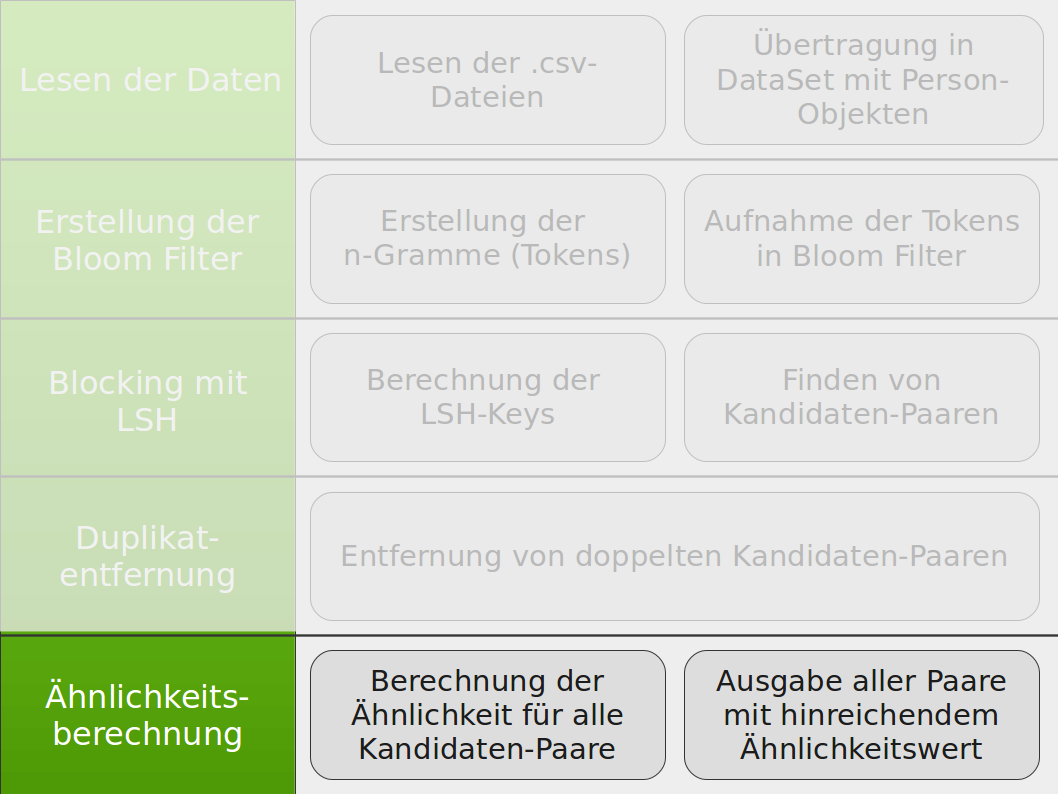 Lesen der Daten
Lesen der .csv-
Dateien
Übertragung in
DataSet mit Person-
Objekten
Erstellung der
Bloom Filter
Erstellung der
n-Gramme (Tokens)
Aufnahme der Tokens
in Bloom Filter
Blocking mit
LSH
Berechnung der
LSH-Keys
Finden von
Kandidaten-Paaren
Duplikat-
entfernung
Entfernung von doppelten Kandidaten-Paaren
Ähnlichkeits-
berechnung
Berechnung der
Ähnlichkeit für alle
Kandidaten-Paare
Ausgabe aller Paare
mit hinreichendem
Ähnlichkeitswert